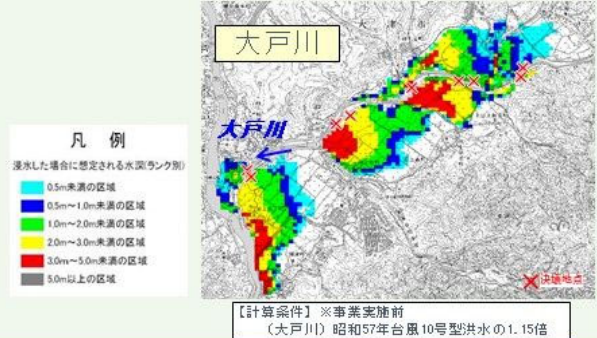 大戸川
大戸川
凡 例
浸水した場合に想定される水深(ランク別)
0.5m未満の区域
0.5m～1.0m未満の区域
1.0m～2.0m未満の区域
2.0m～3.0m未満の区域
3.0m～5.0m未満の区域
5.0m以上の区域
【計算条件】※事業実施前
（大戸川）昭和57年台風10号型洪水の1.15倍